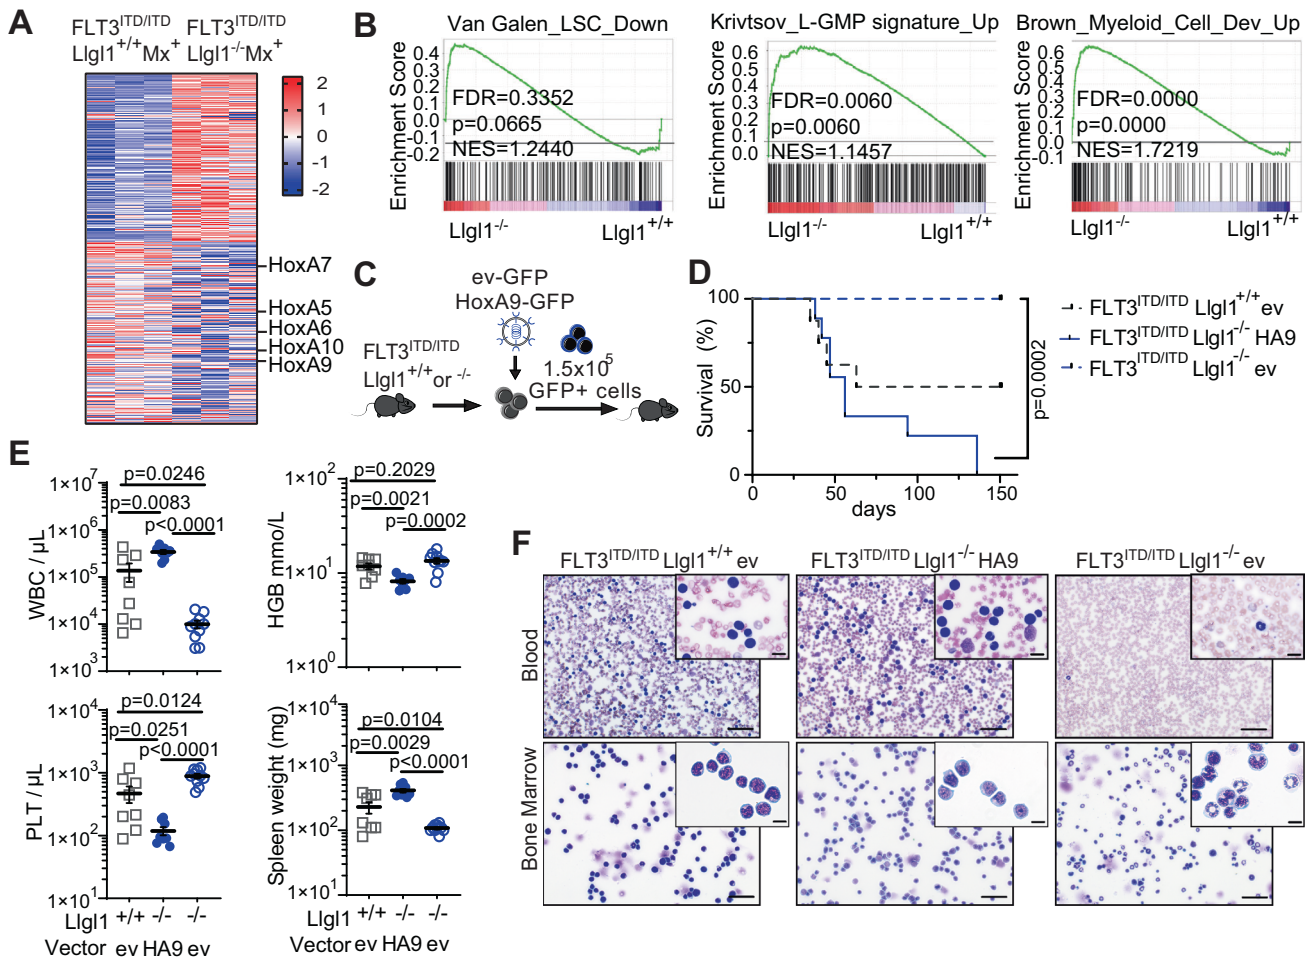 A
FLT3ITD/ITD FLT3ITD/ITD
Llgl1+/+Mx+ Llgl1-/-Mx+
2
1
0
-1
-2
HoxA7
HoxA5
HoxA6
HoxA10
HoxA9
B
Van Galen_LSC_Down
Enrichment Score
0.4
0.3
0.2
0.1
0.0
-0.1
-0.2
FDR=0.3352
p=0.0665
NES=1.2440
Llgl1-/- Llgl1+/+
Krivtsov_L-GMP signature_Up
Enrichment Score
0.6
0.5
0.4
0.3
0.2
0.1
0.0
FDR=0.0060
p=0.0060
NES=1.1457
Llgl1-/- Llgl1+/+
Brown_Myeloid_Cell_Dev_Up
Enrichment Score
0.6
0.5
0.4
0.3
0.2
0.1
0.0
-0.1
FDR=0.0000
p=0.0000
NES=1.7219
Llgl1-/- Llgl1+/+
C
ev-GFP
HoxA9-GFP
FLT3ITD/ITD
Llgl1+/+or -/-
1.5x105
GFP+ cells
D
Survival (%)
100
50
0
0 50 100 150
days
p=0.0002
FLT3ITD/ITD Llgl1+/+ev
FLT3ITD/ITD Llgl1-/- HA9
FLT3ITD/ITD Llgl1-/- ev
E
WBC / µL
1×107
1×106
1×105
1×104
1×103
p=0.0246
p=0.0083
p<0.0001
HGB mmo/L
1×102
1×101
1×100
p=0.2029
p=0.0021
p=0.0002
PLT / µL
1×104
1×103
1×102
1×101
p=0.0124
p=0.0251
p<0.0001
Spleen weight (mg)
1×104
1×103
1×102
1×101
p=0.0104
p=0.0029
p<0.0001
Llgl1 +/+ -/- -/-
Vector ev HA9 ev
Llgl1 +/+ -/- -/-
Vector ev HA9 ev
F
FLT3ITD/ITD Llgl1+/+ ev
FLT3ITD/ITD Llgl1-/- HA9
FLT3ITD/ITD Llgl1-/- ev
Blood
Bone Marrow